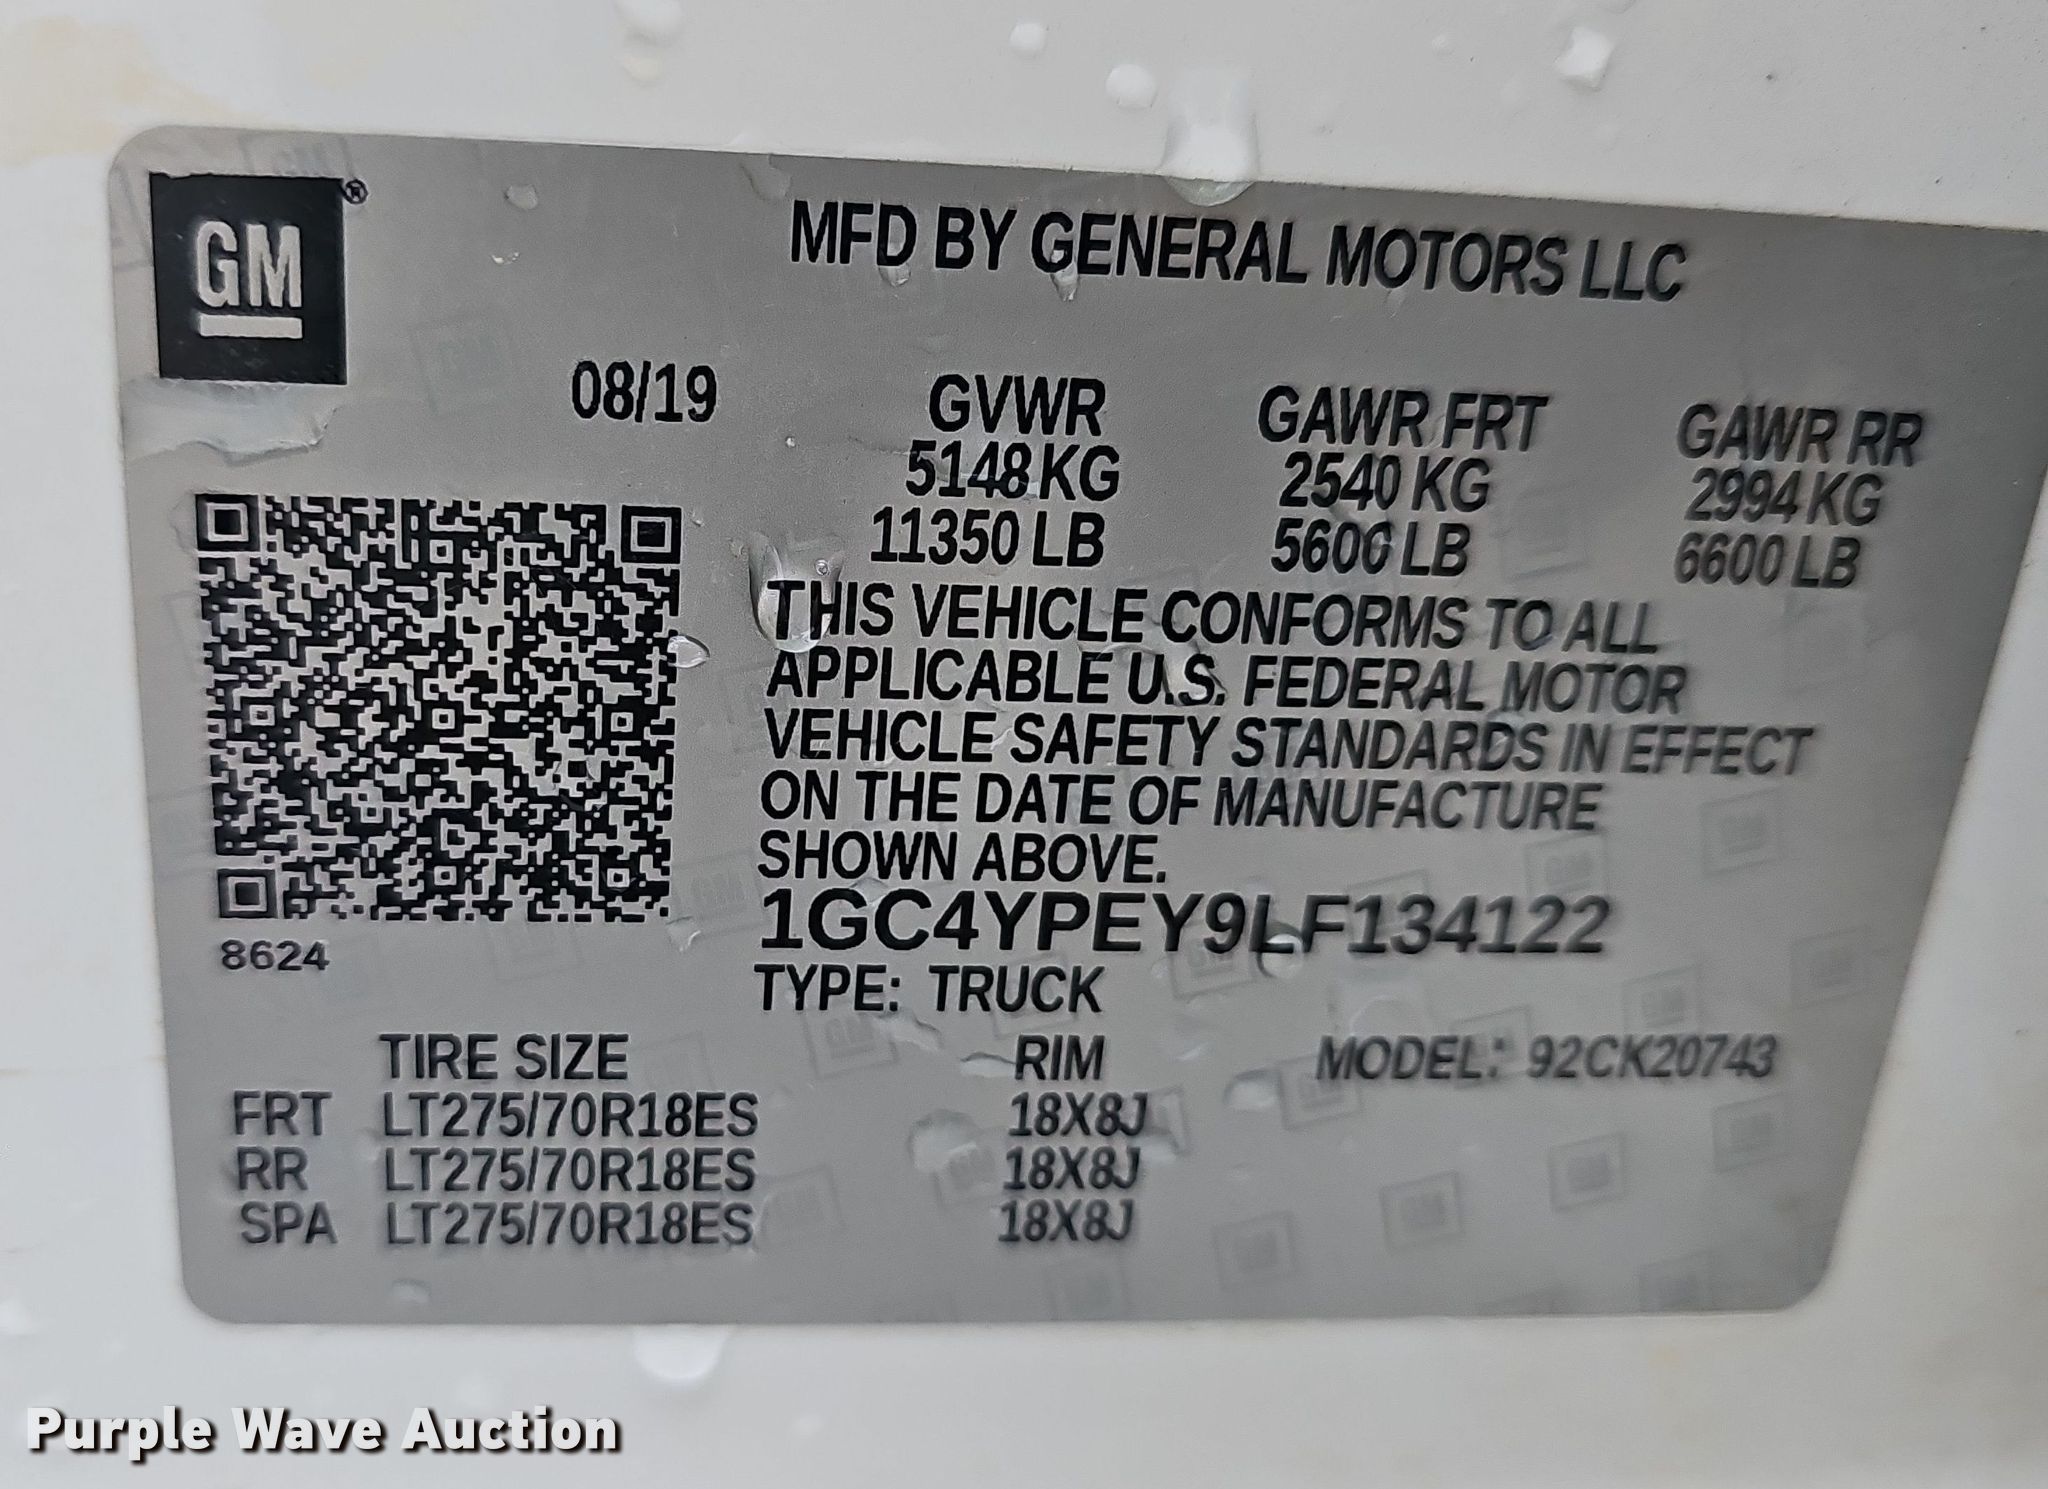 GM®
MFD BY GENERAL MOTORS LLC
08/19 GVWR GAWR FRT GAWR RR
5148 KG 2540 KG 2994 KG
11350 LB 5600 LB 6600 LB
THIS VEHICLE CONFORMS TO ALL
APPLICABLE U.S. FEDERAL MOTOR
VEHICLE SAFETY STANDARDS IN EFFECT
ON THE DATE OF MANUFACTURE
SHOWN ABOVE.
1GC4YPEY9LF134122
8624
TYPE: TRUCK
TIRE SIZE RIM MODEL: 92CK20743
FRT LT275/70R18ES 18X8J
RR LT275/70R18ES 18X8J
SPA LT275/70R18ES 18X8J
Purple Wave Auction